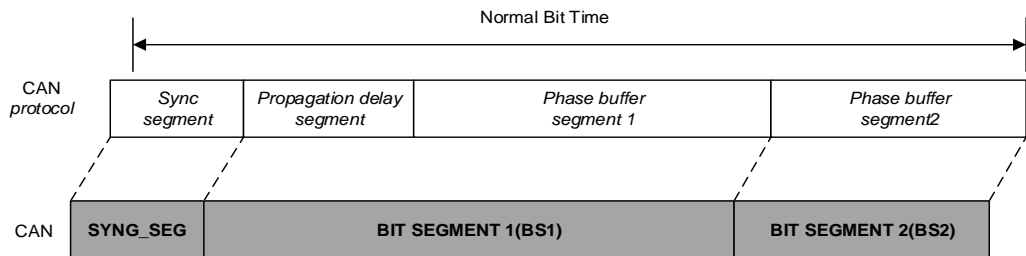 Normal Bit Time
CAN
protocol
Sync
segment
Propagation delay
segment
Phase buffer
segment 1
Phase buffer
segment2
CAN
SYNG_SEG
BIT SEGMENT 1(BS1)
BIT SEGMENT 2(BS2)